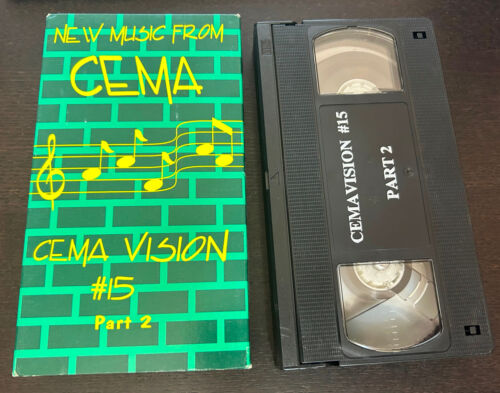 NEW MUSIC FROM
CEMA
CEMA VISION
#15
Part 2
CEMAVISION #15
PART 2